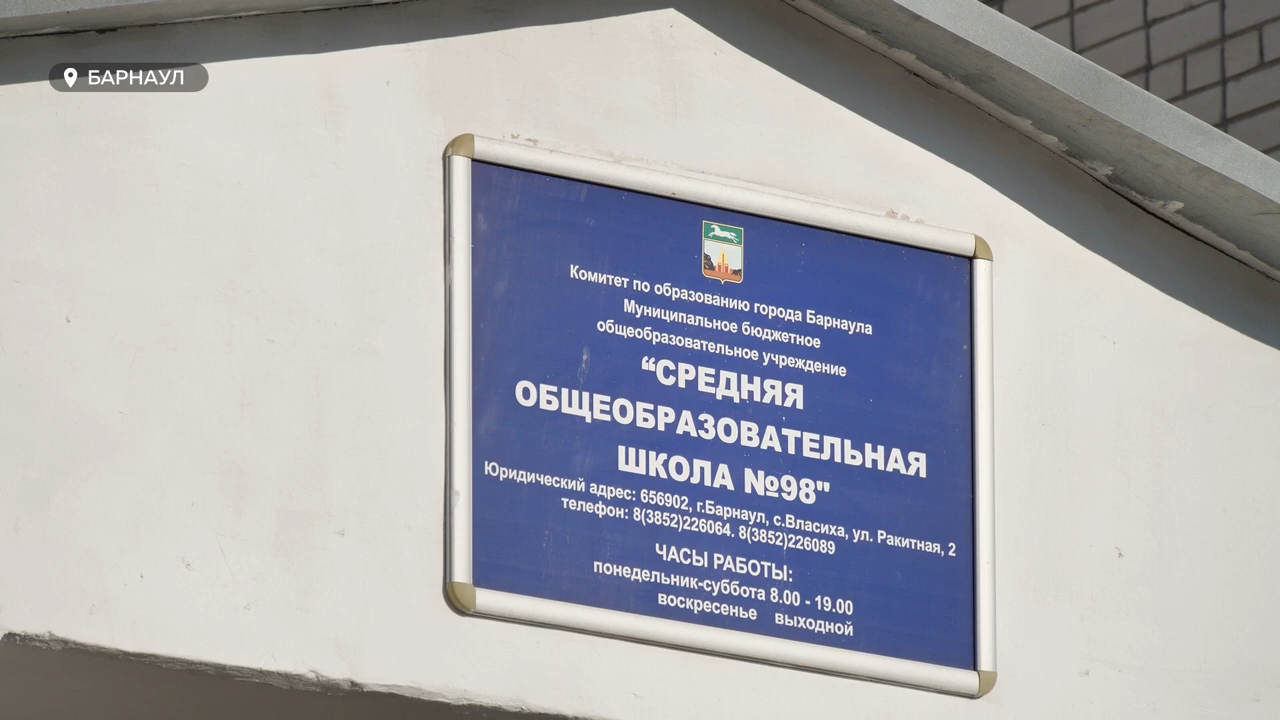 БАРНАУЛ
Комитет по образованию города Барнаула
Муниципальное бюджетное
общеобразовательное учреждение
“СРЕДНЯЯ
ОБЩЕОБРАЗОВАТЕЛЬНАЯ
ШКОЛА №98"
Юридический адрес: 656902, г.Барнаул, с.Власиха, ул. Ракитная, 2
телефон: 8(3852)226064. 8(3852)226089
ЧАСЫ РАБОТЫ:
понедельник-суббота 8.00 - 19.00
воскресенье выходной